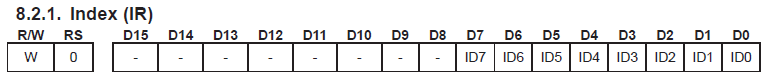 8.2.1. Index (IR)
R/W RS D15 D14 D13 D12 D11 D10 D9 D8 D7 D6 D5 D4 D3 D2 D1 D0
W 0 - - - - - - - - ID7 ID6 ID5 ID4 ID3 ID2 ID1 ID0